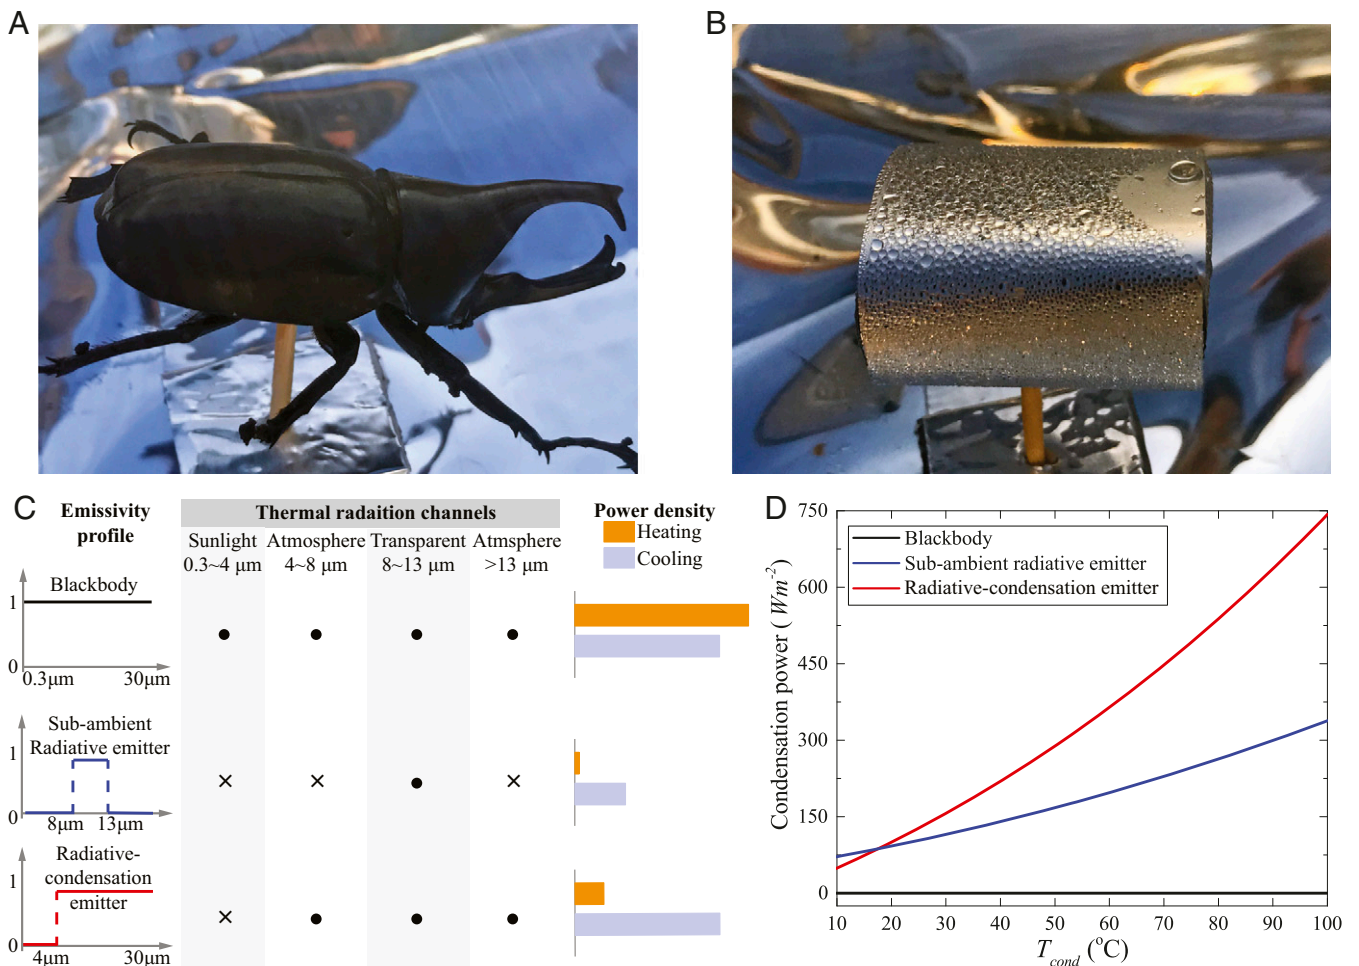 A
B
C
Emissivity
profile
Thermal radaition channels
Power density
Heating
Cooling
Sunlight
0.3~4 μm
Atmosphere
4~8 μm
Transparent
8~13 μm
Atmsphere
>13 μm
Blackbody
1
0
0.3μm
30μm
Sub-ambient
Radiative emitter
1
0
8μm
13μm
Radiative-
condensation
emitter
1
0
4μm
30μm
D
Blackbody
Sub-ambient radiative emitter
Radiative-condensation emitter
Condensation power ( Wm⁻²)
750
600
450
300
150
0
10 20 30 40 50 60 70 80 90 100
T_cond (°C)